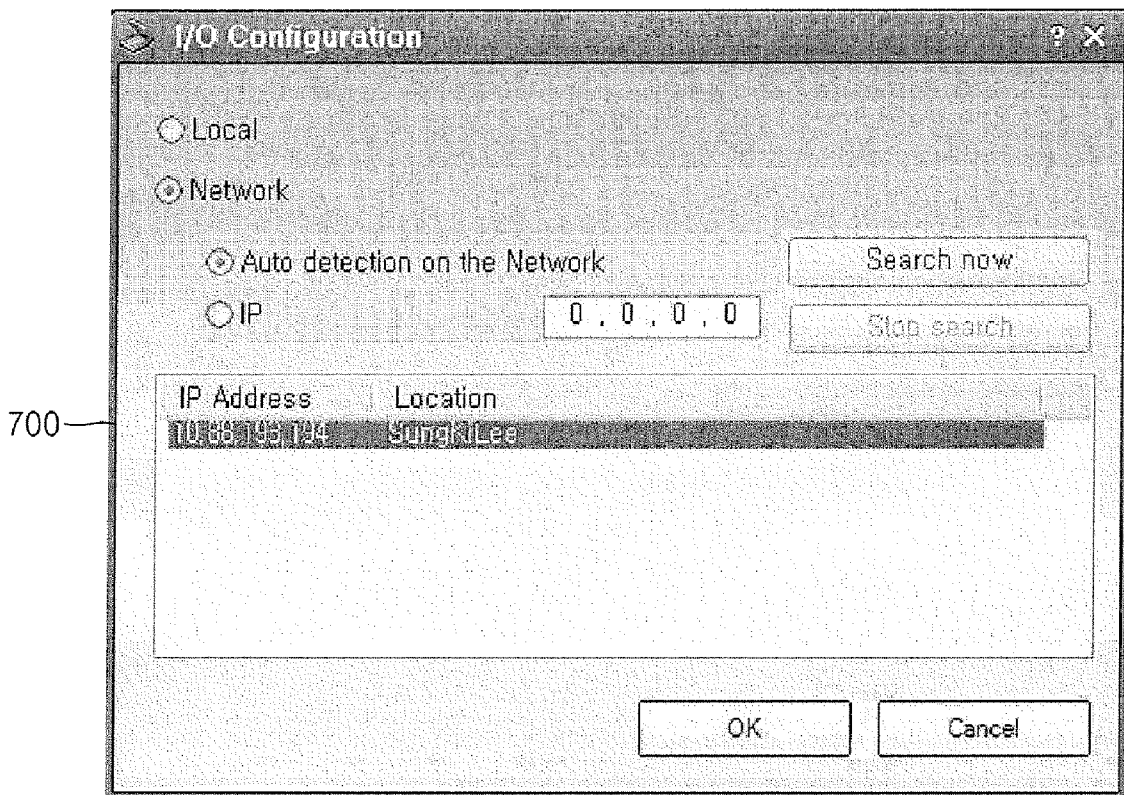 I/O Configuration ? X
Local
Network
Auto detection on the Network
Search now
IP 0 . 0 . 0 . 0
Stop search
IP Address Location
700
10.88.193.194 SungKiLee
OK Cancel